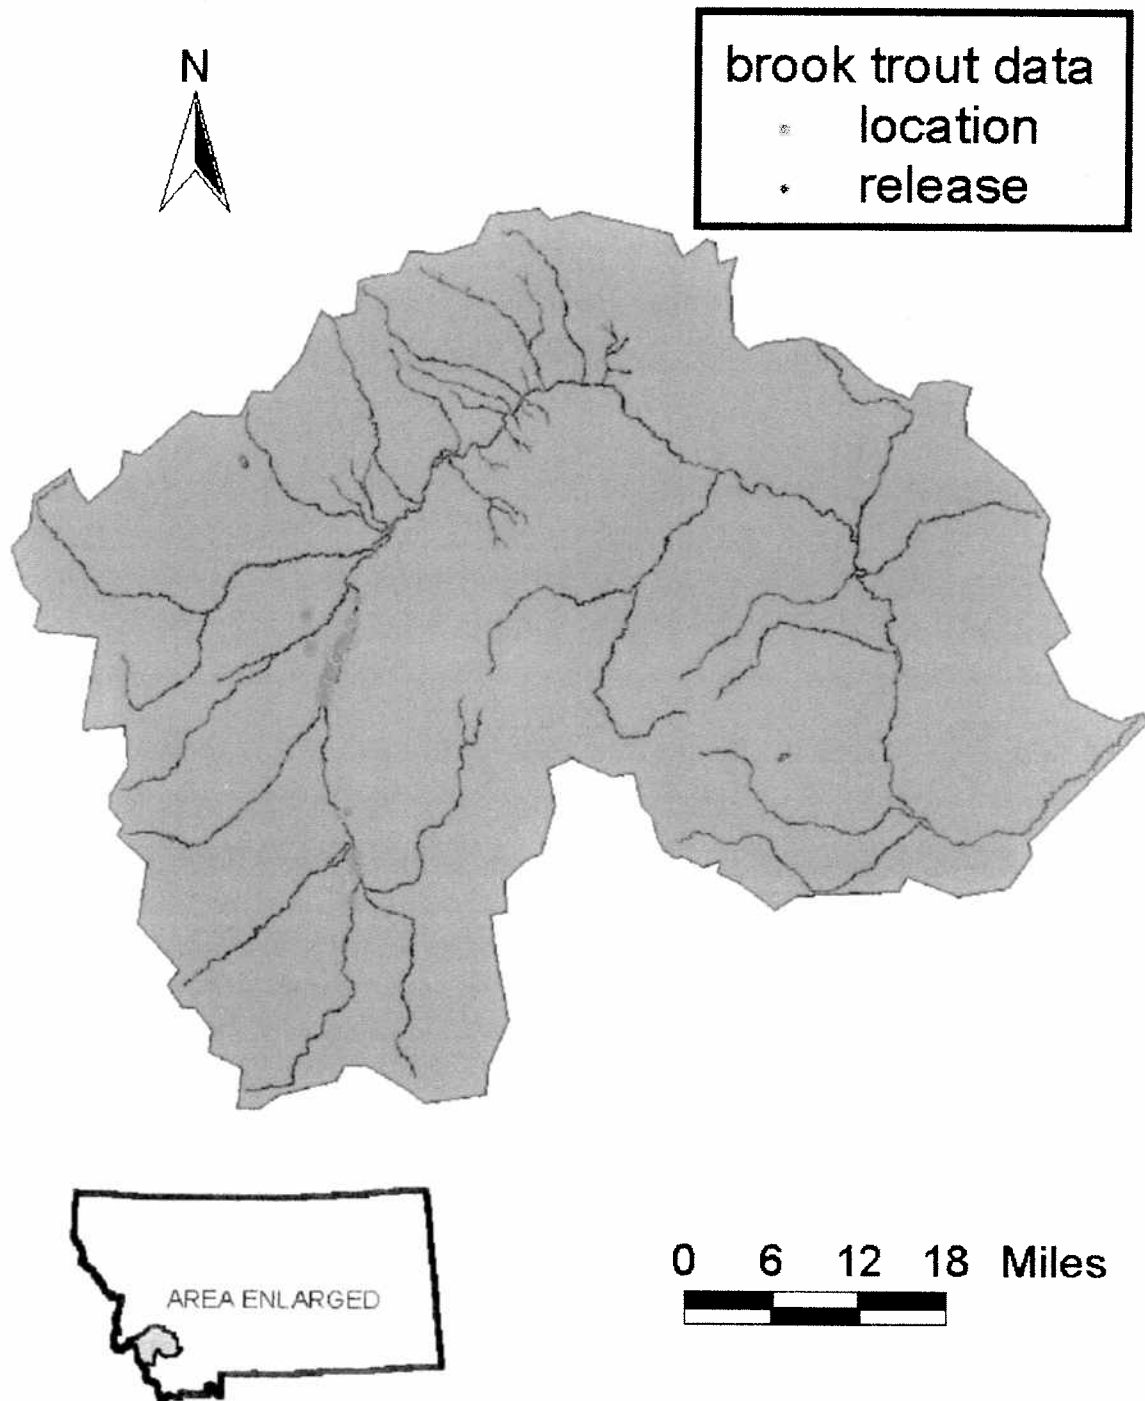 N
brook trout data
location
release
AREA ENLARGED
0 6 12 18 Miles